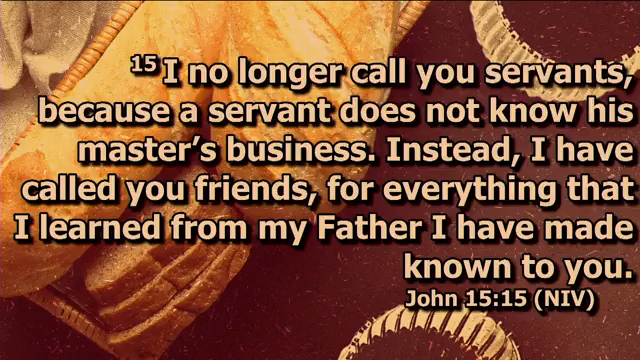 15 I no longer call you servants,
because a servant does not know his
master’s business. Instead, I have
called you friends, for everything that
I learned from my Father I have made
known to you.
John 15:15 (NIV)